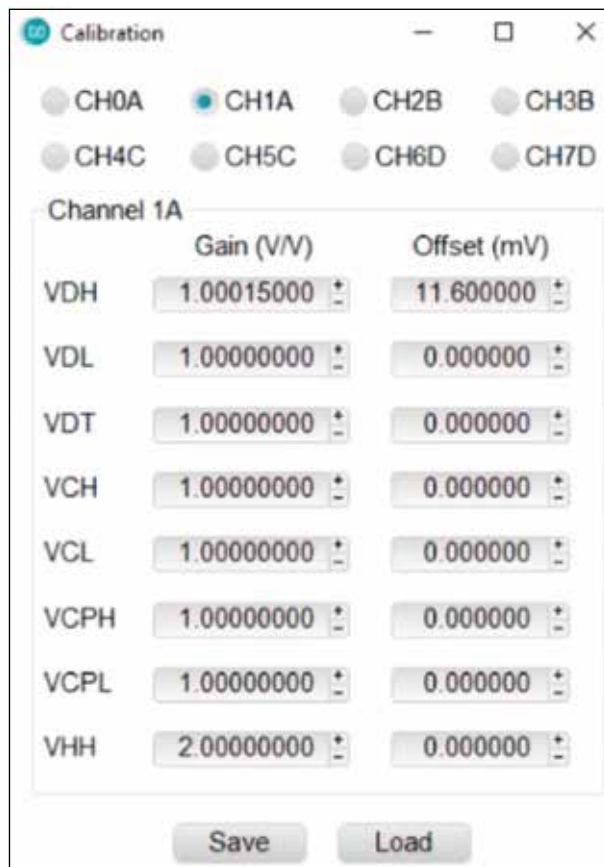 Calibration
CH0A CH1A CH2B CH3B
CH4C CH5C CH6D CH7D
Channel 1A
Gain (V/V) Offset (mV)
VDH 1.00015000 11.600000
VDL 1.00000000 0.000000
VDT 1.00000000 0.000000
VCH 1.00000000 0.000000
VCL 1.00000000 0.000000
VCPH 1.00000000 0.000000
VCPL 1.00000000 0.000000
VHH 2.00000000 0.000000
Save Load